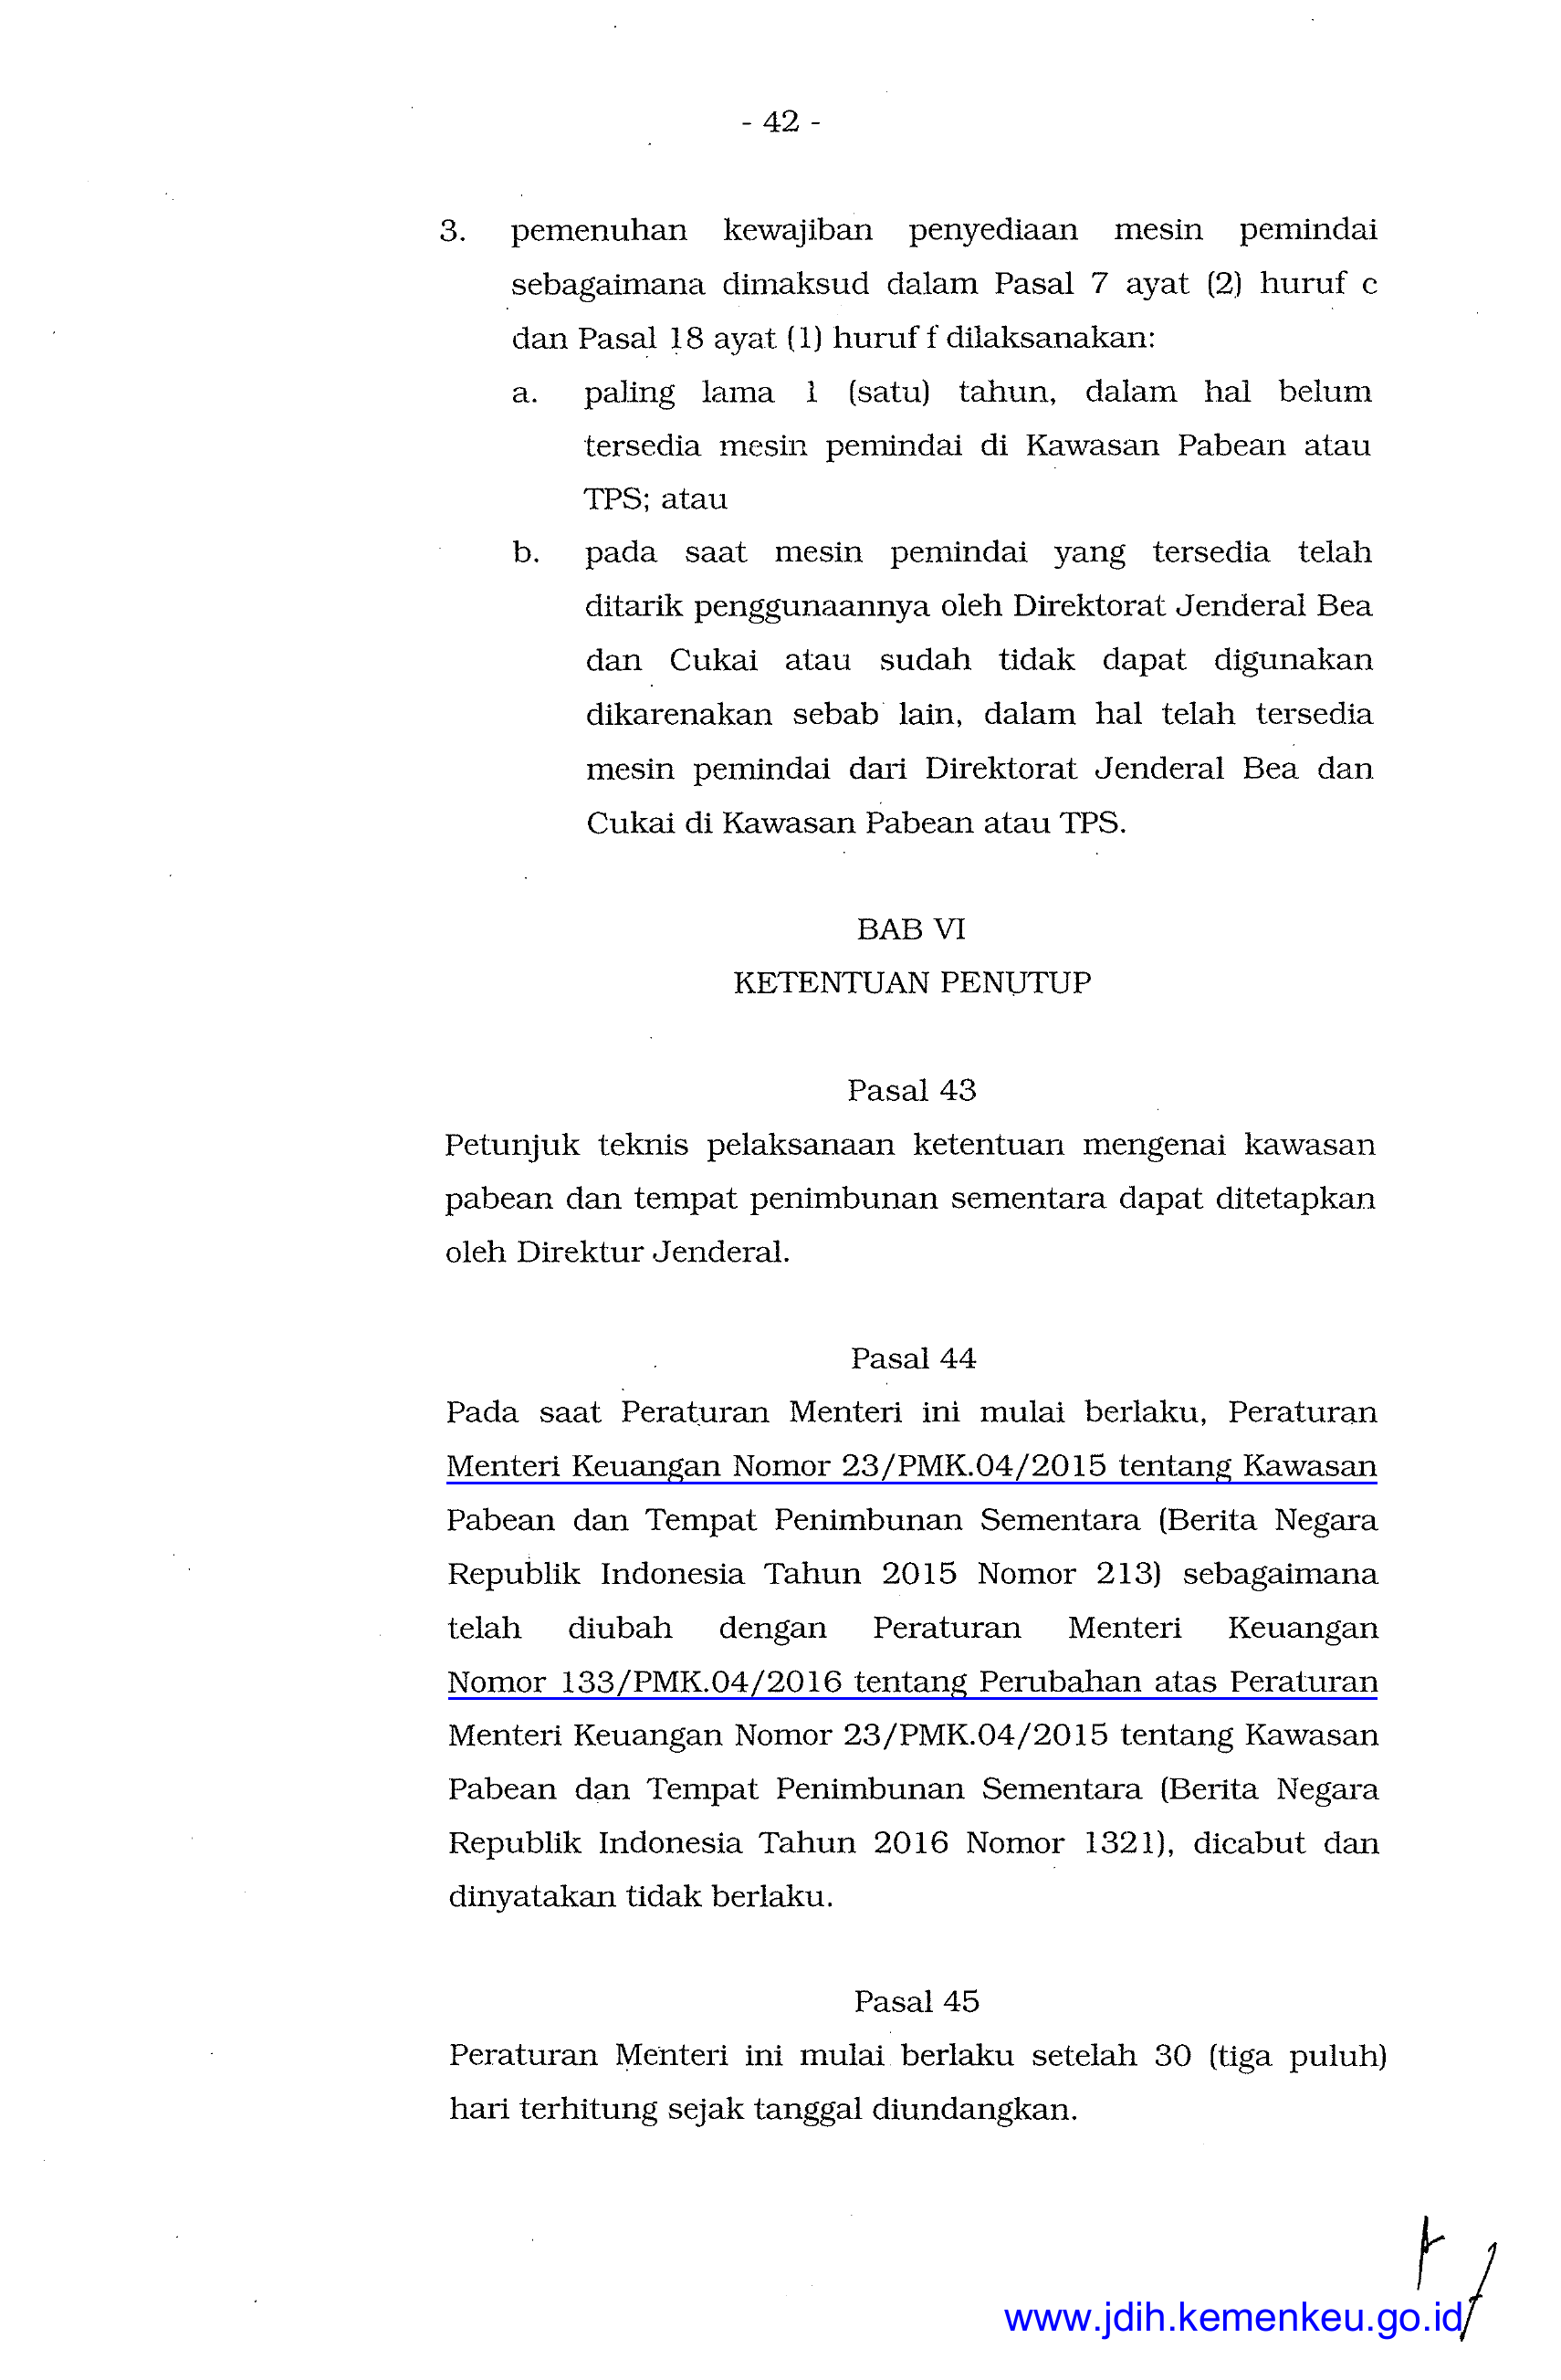 - 42 -
3. pemenuhan kewajiban penyediaan mesin pemindai
sebagaimana dimaksud dalam Pasal 7 ayat (2) huruf c
dan Pasal 18 ayat (1) huruf f dilaksanakan:
a. paling lama 1 (satu) tahun, dalam hal belum
tersedia mesin pemindai di Kawasan Pabean atau
TPS; atau
b. pada saat mesin pemindai yang tersedia telah
ditarik penggunaannya oleh Direktorat Jenderal Bea
dan Cukai atau sudah tidak dapat digunakan
dikarenakan sebab lain, dalam hal telah tersedia
mesin pemindai dari Direktorat Jenderal Bea dan
Cukai di Kawasan Pabean atau TPS.
BAB VI
KETENTUAN PENUTUP
Pasal 43
Petunjuk teknis pelaksanaan ketentuan mengenai kawasan
pabean dan tempat penimbunan sementara dapat ditetapkan
oleh Direktur Jenderal.
Pasal 44
Pada saat Peraturan Menteri ini mulai berlaku, Peraturan
Menteri Keuangan Nomor 23/PMK.04/2015 tentang Kawasan
Pabean dan Tempat Penimbunan Sementara (Berita Negara
Republik Indonesia Tahun 2015 Nomor 213) sebagaimana
telah diubah dengan Peraturan Menteri Keuangan
Nomor 133/PMK.04/2016 tentang Perubahan atas Peraturan
Menteri Keuangan Nomor 23/PMK.04/2015 tentang Kawasan
Pabean dan Tempat Penimbunan Sementara (Berita Negara
Republik Indonesia Tahun 2016 Nomor 1321), dicabut dan
dinyatakan tidak berlaku.
Pasal 45
Peraturan Menteri ini mulai berlaku setelah 30 (tiga puluh)
hari terhitung sejak tanggal diundangkan.
www.jdih.kemenkeu.go.id